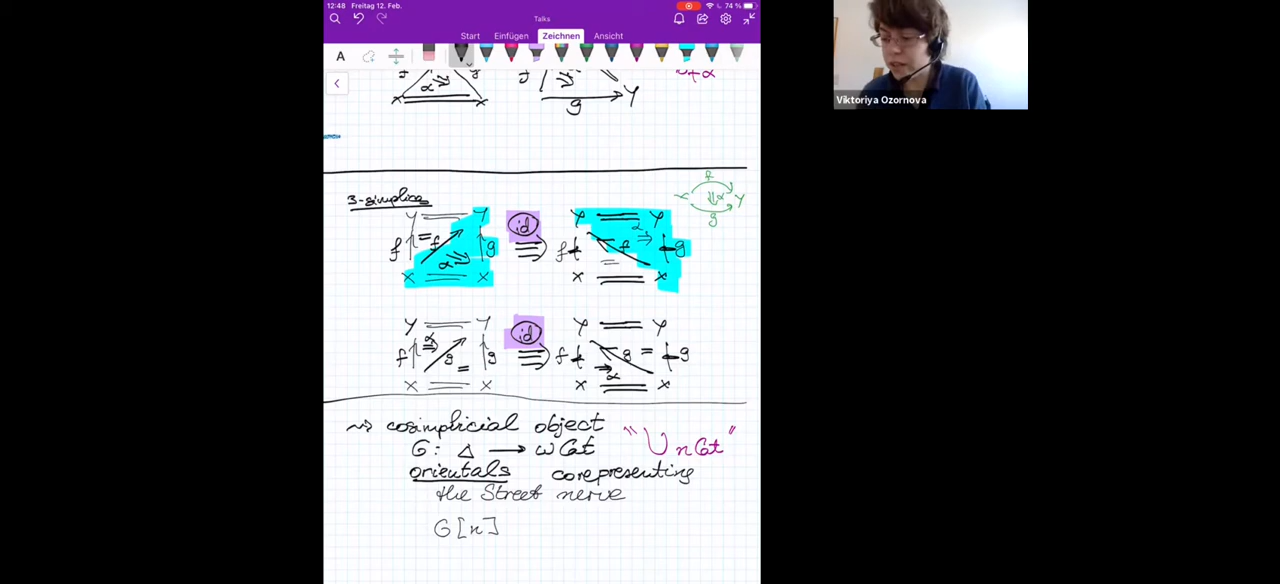 12:48 Freitag 12. Feb. 74 %
Talks
Start Einfügen Zeichnen Ansicht
A
Viktoriya Ozornova
f α g
x x
g Y
3-simplices
f
x α Y
g
Y Y id Y Y
f = f g f f α g
α =
x x x x
Y Y id Y Y
f α g g f g = g
= α
x x x x
⇝ cosimplicial object
G: Δ → ωCat "∪ nCat"
orientals corepresenting
the Street nerve
G[n]